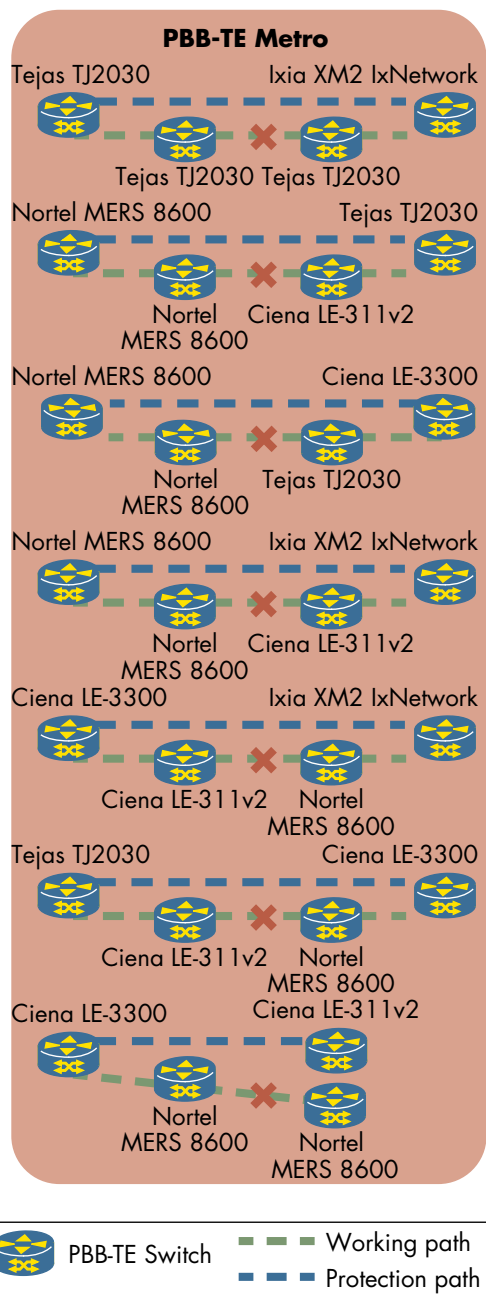 PBB-TE Metro
Tejas TJ2030 Ixia XM2 IxNetwork
Tejas TJ2030 Tejas TJ2030
Nortel MERS 8600 Tejas TJ2030
Nortel Ciena LE-311v2
MERS 8600
Nortel MERS 8600 Ciena LE-3300
Nortel Tejas TJ2030
MERS 8600
Nortel MERS 8600 Ixia XM2 IxNetwork
Nortel Ciena LE-311v2
MERS 8600
Ciena LE-3300 Ixia XM2 IxNetwork
Ciena LE-311v2 Nortel
MERS 8600
Tejas TJ2030 Ciena LE-3300
Ciena LE-311v2 Nortel
MERS 8600
Ciena LE-3300 Ciena LE-311v2
Nortel
MERS 8600
Nortel
MERS 8600
PBB-TE Switch
Working path
Protection path